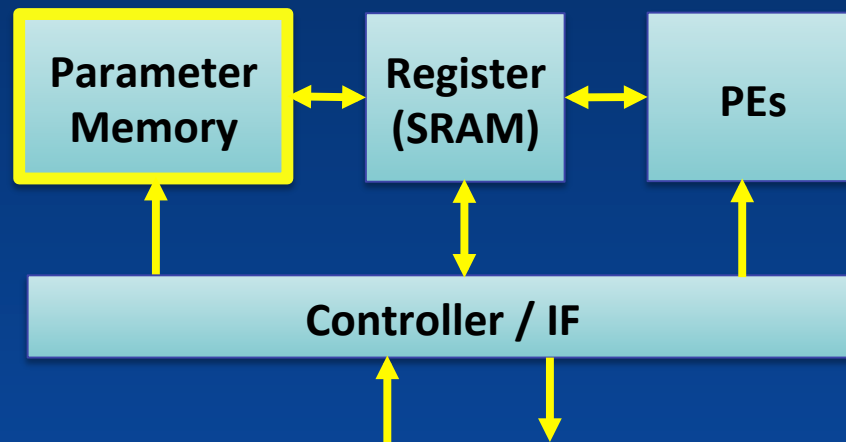 Parameter
Memory
Register
(SRAM)
PEs
Controller / IF